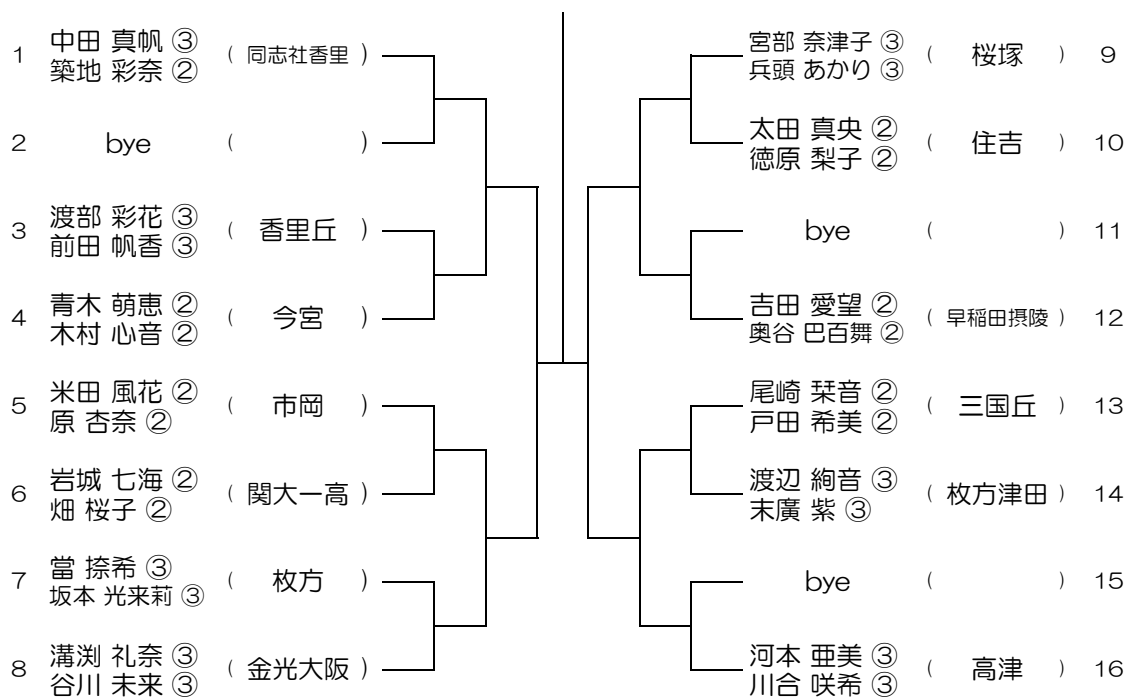 1 中田 真帆 ③ ( 同志社香里 )
築地 彩奈 ②
2 bye ( )
3 渡部 彩花 ③ ( 香里丘 )
前田 帆香 ③
4 青木 萌恵 ② ( 今宮 )
木村 心音 ②
5 米田 風花 ② ( 市岡 )
原 杏奈 ②
6 岩城 七海 ② ( 関大一高 )
畑 桜子 ②
7 當 捺希 ③ ( 枚方 )
坂本 光来莉 ③
8 溝渕 礼奈 ③ ( 金光大阪 )
谷川 未来 ③
宮部 奈津子 ③ ( 桜塚 ) 9
兵頭 あかり ③
太田 真央 ② ( 住吉 ) 10
徳原 梨子 ②
bye ( ) 11
吉田 愛望 ② ( 早稲田摂陵 ) 12
奥谷 巴百舞 ②
尾崎 栞音 ② ( 三国丘 ) 13
戸田 希美 ②
渡辺 絢音 ③ ( 枚方津田 ) 14
末廣 紫 ③
bye ( ) 15
河本 亜美 ③ ( 高津 ) 16
川合 咲希 ③